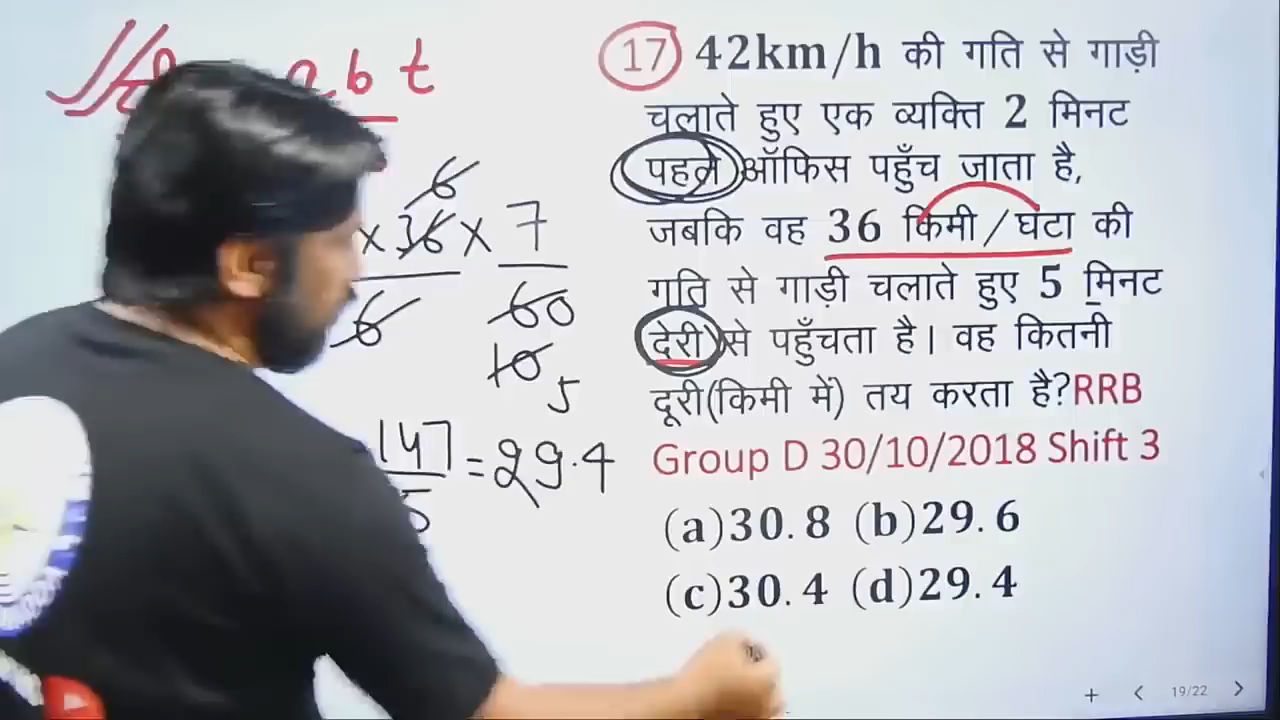 a b t
6
x 36 x 7
6 60
10 5
147
5
= 29.4
17 42km/h की गति से गाड़ी
चलाते हुए एक व्यक्ति 2 मिनट
पहले ऑफिस पहुँच जाता है,
जबकि वह 36 किमी/घंटा की
गति से गाड़ी चलाते हुए 5 मिनट
देरी से पहुँचता है। वह कितनी
दूरी(किमी में) तय करता है?RRB
Group D 30/10/2018 Shift 3
(a)30.8 (b)29.6
(c)30.4 (d)29.4
+ < 19/22 >